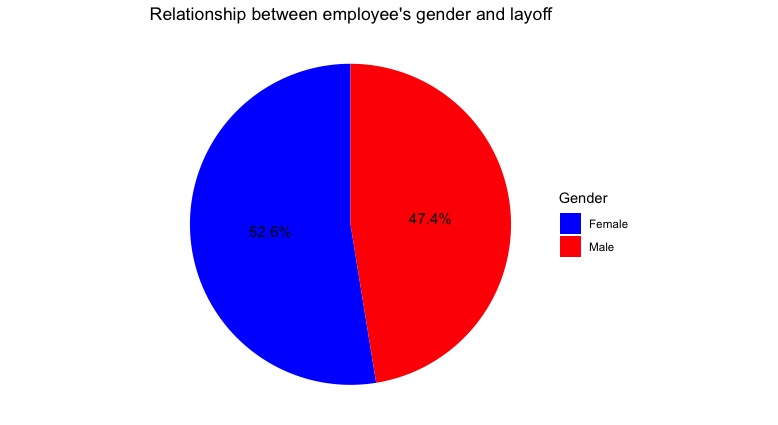 Relationship between employee's gender and layoff
52.6%
47.4%
Gender
Female
Male